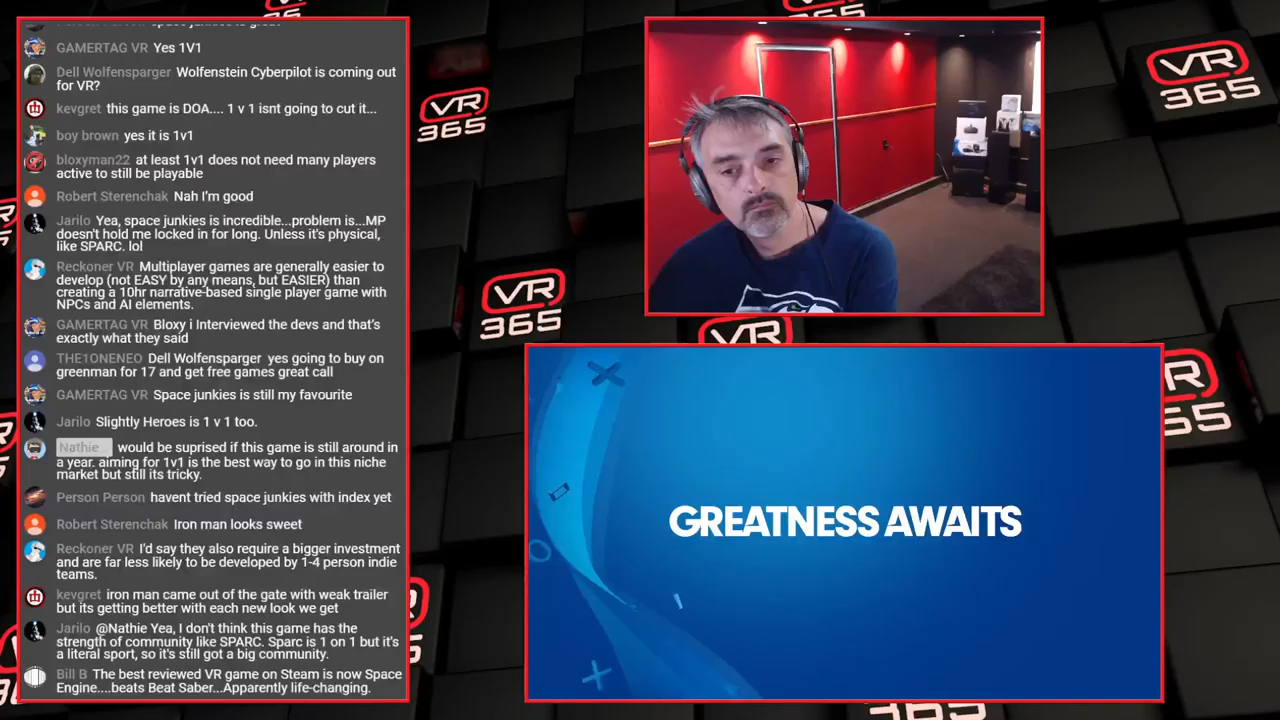 GAMERTAG VR Yes 1V1
Dell Wolfensparger Wolfenstein Cyberpilot is coming out
for VR?
kevgret this game is DOA.... 1 v 1 isnt going to cut it...
boy brown yes it is 1v1
bloxyman22 at least 1v1 does not need many players
active to still be playable
Robert Sterenchak Nah I'm good
Jarilo Yea, space junkies is incredible...problem is...MP
doesn't hold me locked in for long. Unless it's physical,
like SPARC. lol
Reckoner VR Multiplayer games are generally easier to
develop (not EASY by any means, but EASIER) than
creating a 10hr narrative-based single player game with
NPCs and AI elements.
GAMERTAG VR Bloxy i Interviewed the devs and that's
exactly what they said
THE1ONENEO Dell Wolfensparger yes going to buy on
greenman for 17 and get free games great call
GAMERTAG VR Space junkies is still my favourite
Jarilo Slightly Heroes is 1 v 1 too.
Nathie would be suprised if this game is still around in
a year. aiming for 1v1 is the best way to go in this niche
market but still its tricky.
Person Person havent tried space junkies with index yet
Robert Sterenchak Iron man looks sweet
Reckoner VR I'd say they also require a bigger investment
and are far less likely to be developed by 1-4 person indie
teams.
kevgret iron man came out of the gate with weak trailer
but its getting better with each new look we get
Jarilo @Nathie Yea, I don't think this game has the
strength of community like SPARC. Sparc is 1 on 1 but it's
a literal sport, so it's still got a big community.
Bill B The best reviewed VR game on Steam is now Space
Engine....beats Beat Saber...Apparently life-changing.
VR
365
VR
365
VR
365
VR
365
VR
365
GREATNESS AWAITS